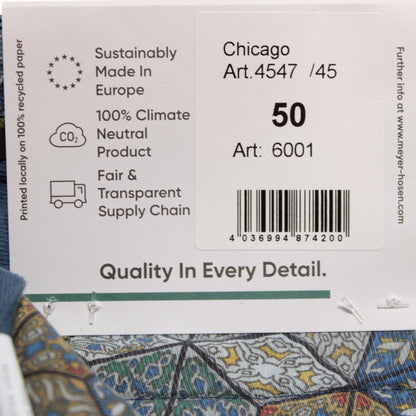 Printed locally on 100% recycled paper
Sustainably
Made In
Europe
CO₂
100% Climate
Neutral
Product
Fair &
Transparent
Supply Chain
Chicago
Art.4547 /45
50
Art: 6001
4 036994 874200
Further info at www.meyer-hosen.com
Quality In Every Detail.